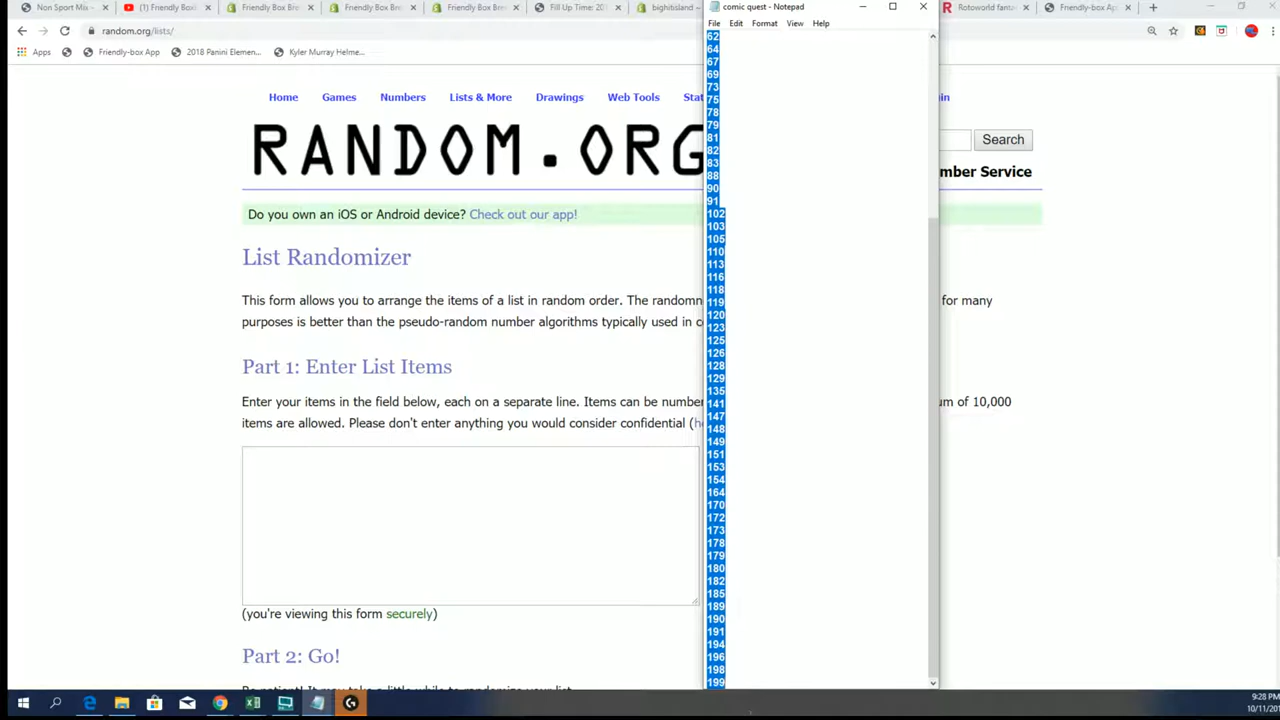 Non Sport Mix -
(1) Friendly Box
Friendly Box Bre
Friendly Box Bre
Friendly Box Bre
Fill Up Time: 20
bighitsland
comic quest - Notepad
Rotoworld fanta
Friendly-box Ap
random.org/lists/
File Edit Format View Help
Apps
Friendly-box App
2018 Panini Elemen...
Kyler Murray Helme...
Home Games Numbers Lists & More Drawings Web Tools Stat
RANDOM.ORG
Search
mber Service
Do you own an iOS or Android device? Check out our app!
List Randomizer
This form allows you to arrange the items of a list in random order. The randomn
for many
purposes is better than the pseudo-random number algorithms typically used in c
Part 1: Enter List Items
Enter your items in the field below, each on a separate line. Items can be number
um of 10,000
items are allowed. Please don't enter anything you would consider confidential (h
(you're viewing this form securely)
Part 2: Go!
62
64
67
69
73
75
78
79
81
82
83
88
90
91
102
103
105
110
113
116
118
119
120
123
125
126
128
129
135
141
147
148
149
151
153
154
164
170
172
173
178
179
180
182
185
189
190
191
194
196
198
199
9:28 PM
10/11/201